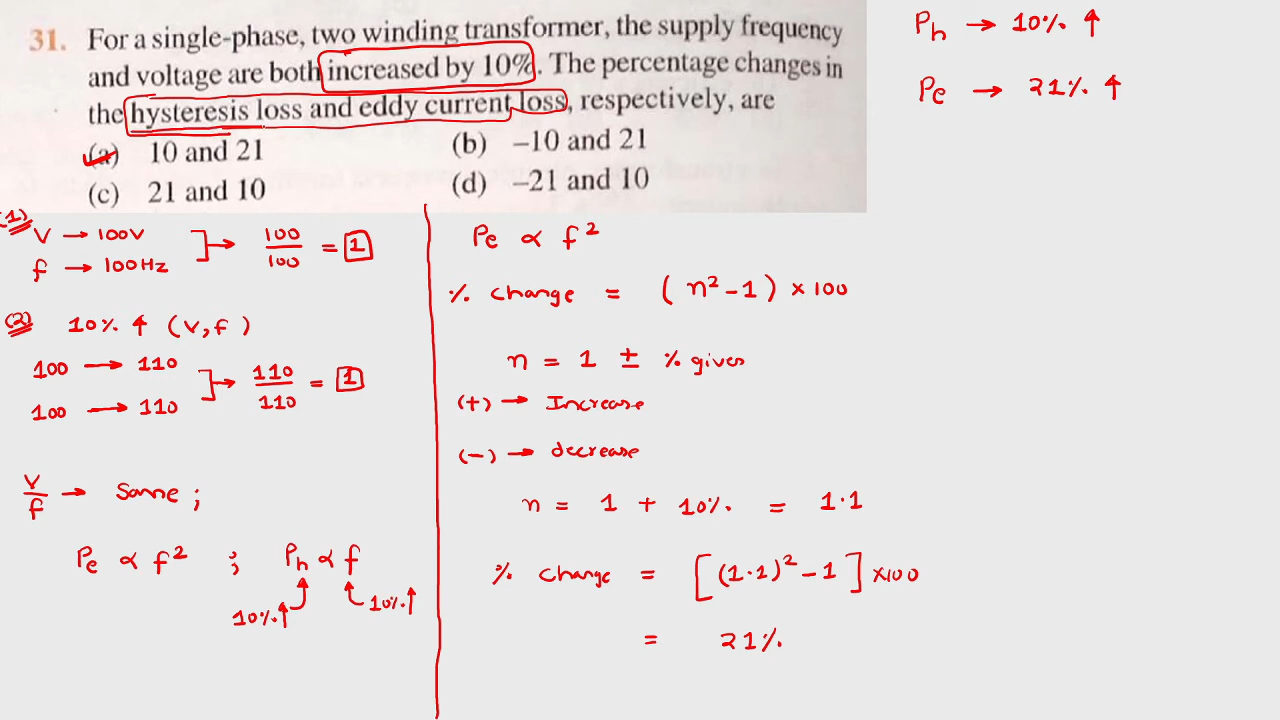 31. For a single-phase, two winding transformer, the supply frequency
and voltage are both increased by 10%. The percentage changes in
the hysteresis loss and eddy current loss, respectively, are
(a) 10 and 21 (b) –10 and 21
(c) 21 and 10 (d) –21 and 10
Ph → 10% ↑
Pe → 21% ↑
(1)
V → 100V
f → 100Hz
→ 100/100 = 1
(2) 10% ↑ (V, f)
100 → 110
100 → 110
→ 110/110 = 1
V/f → Same ;
Pe ∝ f² ; Ph ∝ f
10% ↑ 10% ↑
Pe ∝ f²
% change = (n² – 1) × 100
n = 1 ± % given
(+) → Increase
(–) → decrease
n = 1 + 10% = 1.1
% change = [(1.1)² – 1] × 100
= 21%